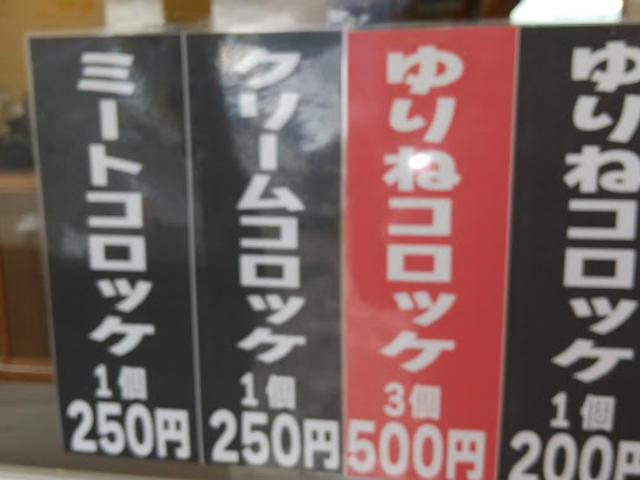 ミートコロッケ
1個
250円
クリームコロッケ
1個
250円
ゆりねコロッケ
3個
500円
ゆりねコロッケ
1個
200円